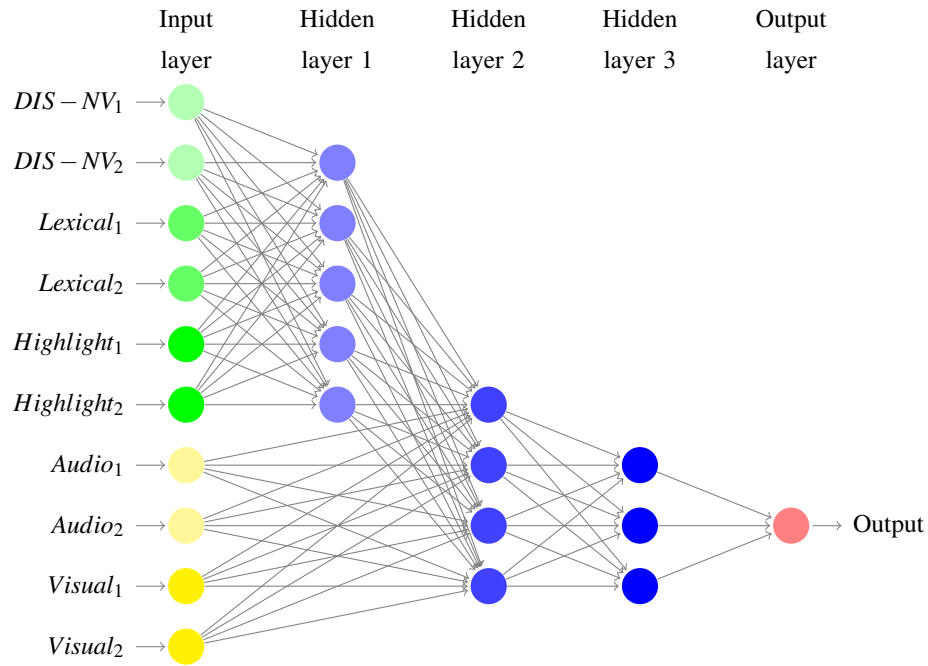 Input Hidden Hidden Hidden Output
layer layer 1 layer 2 layer 3 layer
DIS − NV₁
DIS − NV₂
Lexical₁
Lexical₂
Highlight₁
Highlight₂
Audio₁
Audio₂ Output
Visual₁
Visual₂